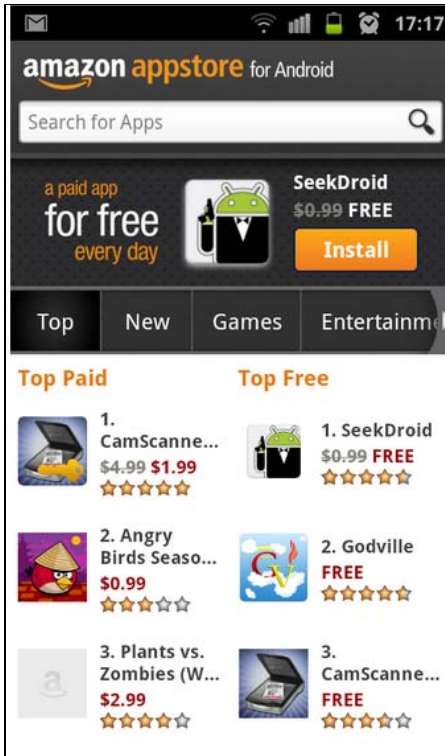 17:17
amazon appstore for Android
Search for Apps
a paid app
for free
every day
SeekDroid
$0.99 FREE
Install
Top New Games Entertainme
Top Paid
1.
CamScanne...
$4.99 $1.99
2. Angry
Birds Seaso...
$0.99
3. Plants vs.
Zombies (W...
$2.99
Top Free
1. SeekDroid
$0.99 FREE
2. Godville
FREE
3.
CamScanne...
FREE